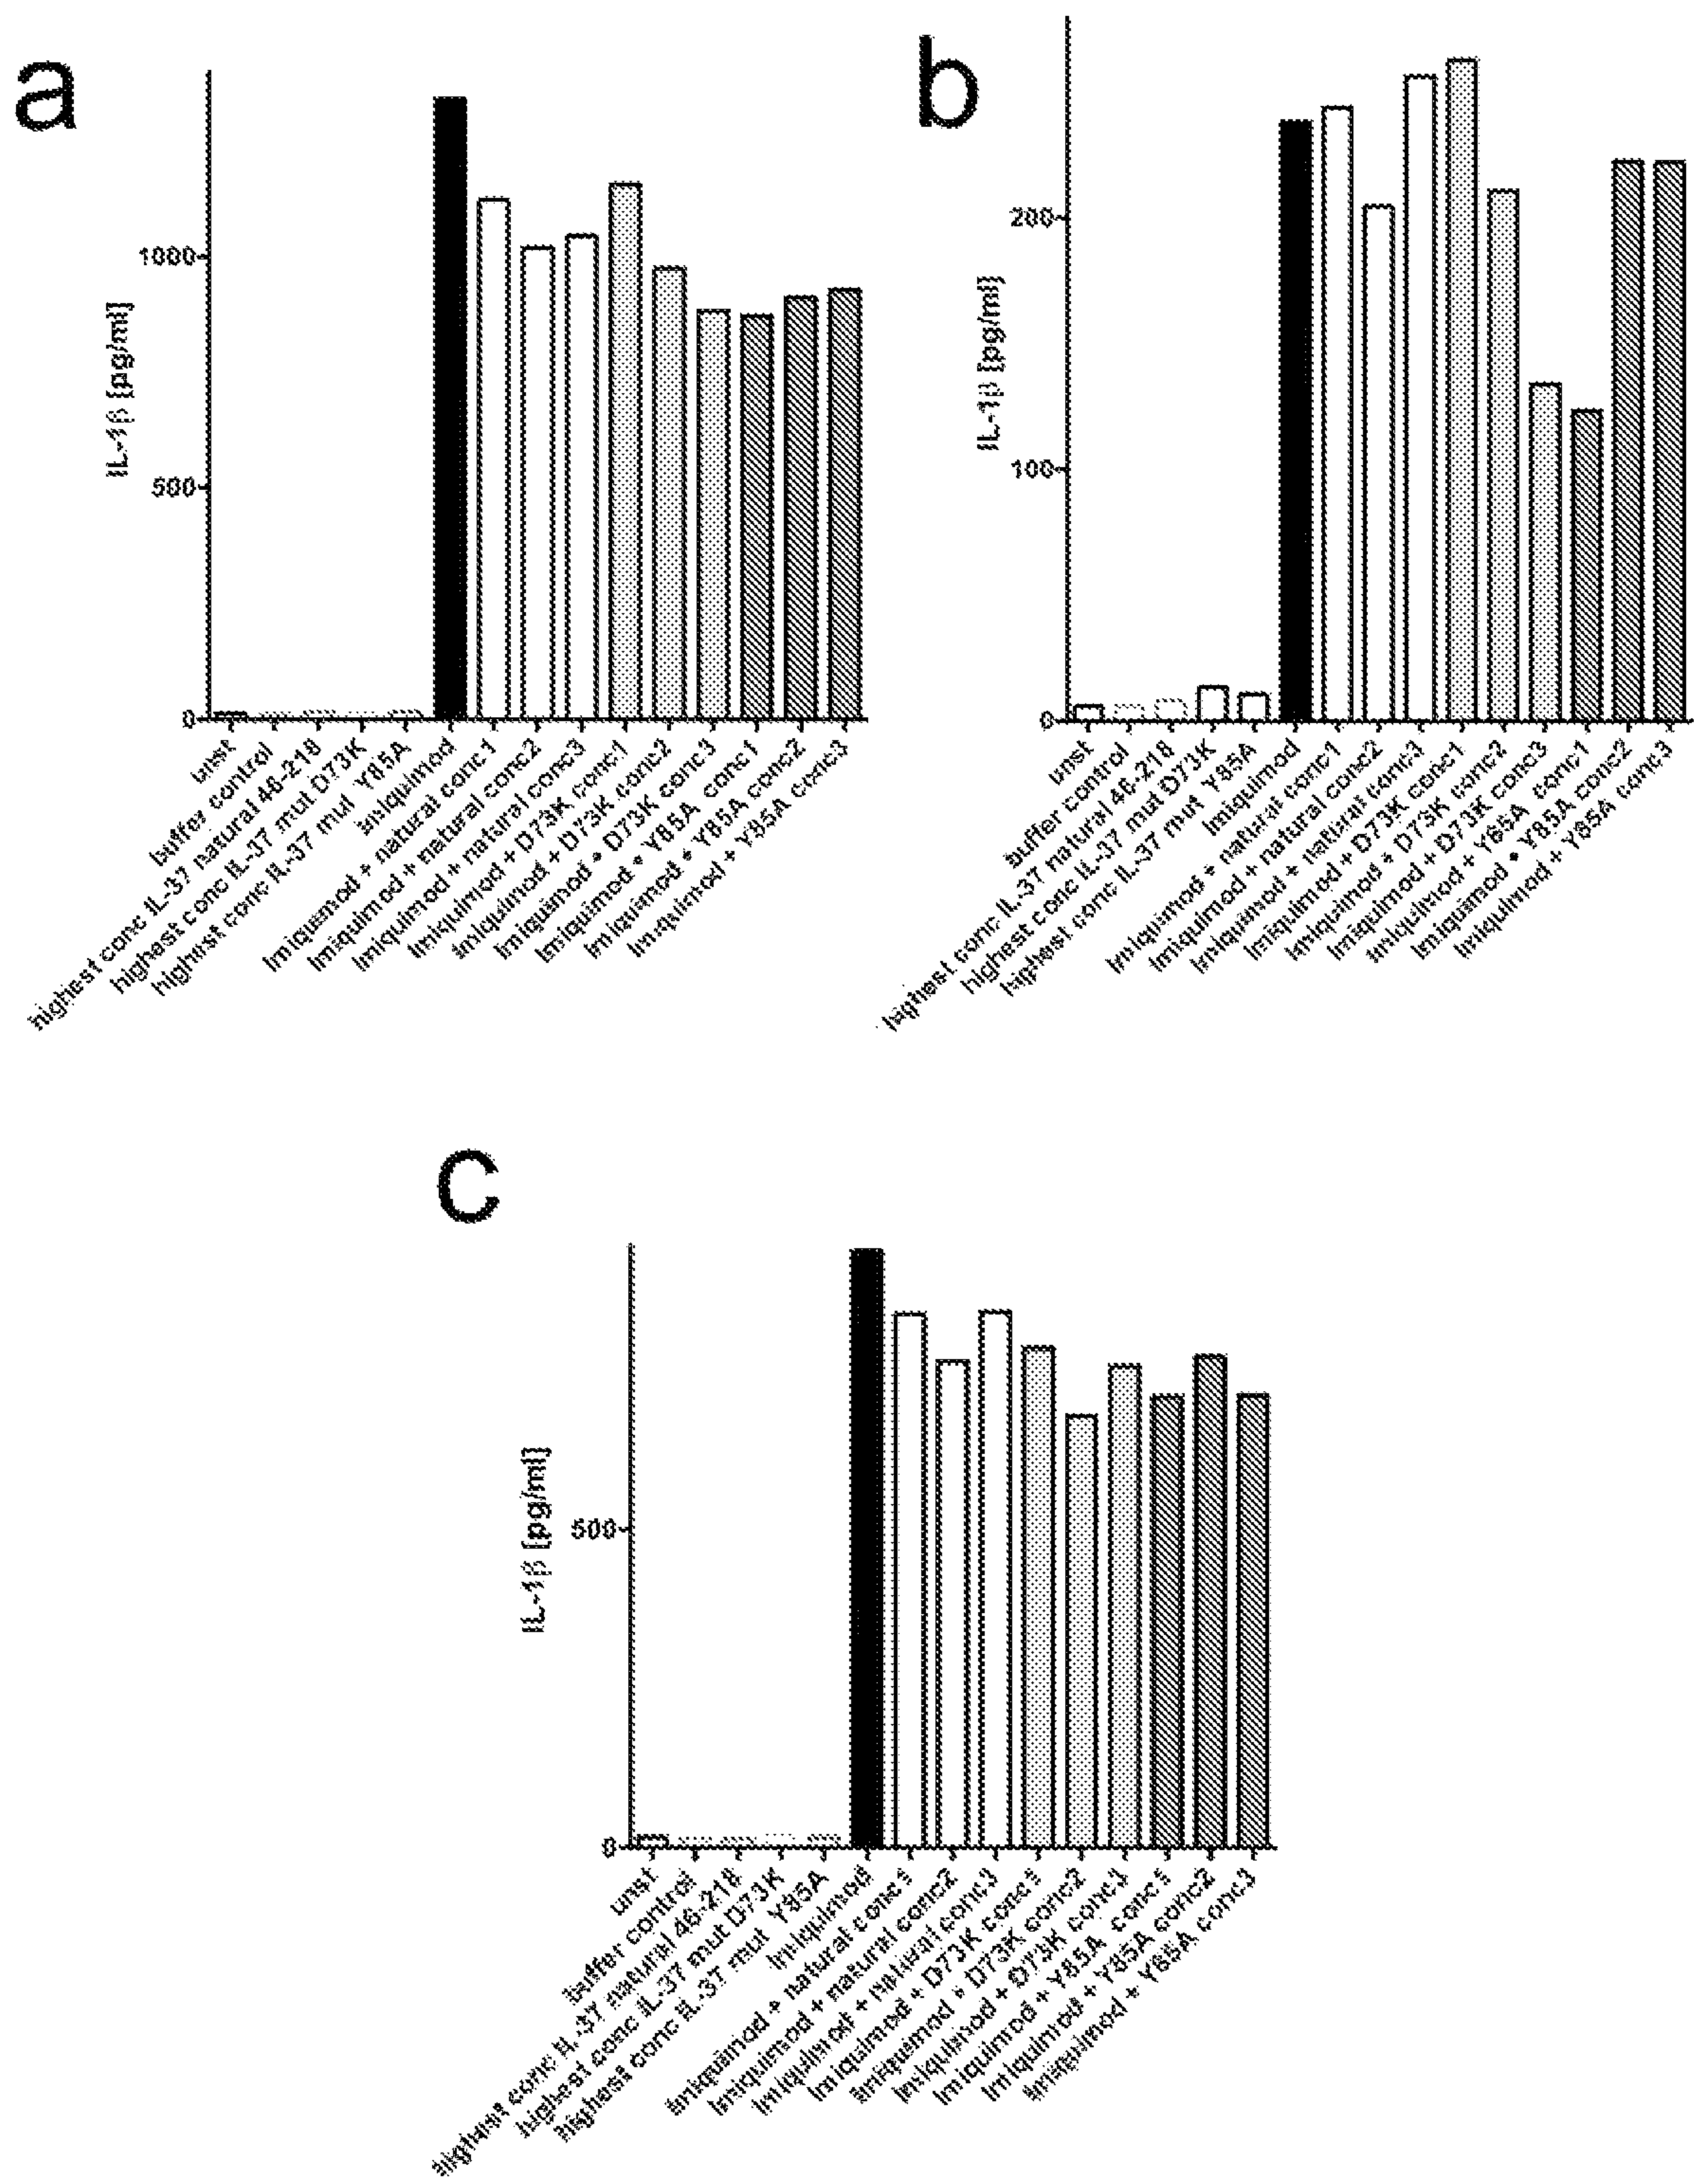 a
IL-1β [pg/ml]
1000
500
0
unst
buffer control
highest conc IL-37 natural 46-218
highest conc IL-37 mut D73K
highest conc IL-37 mut Y85A
Imiquimod
Imiquimod + natural conc1
Imiquimod + natural conc2
Imiquimod + natural conc3
Imiquimod + D73K conc1
Imiquimod + D73K conc2
Imiquimod + D73K conc3
Imiquimod + Y85A conc1
Imiquimod + Y85A conc2
Imiquimod + Y85A conc3
b
IL-1β [pg/ml]
200
100
0
unst
buffer control
highest conc IL-37 natural 46-218
highest conc IL-37 mut D73K
highest conc IL-37 mut Y85A
Imiquimod
Imiquimod + natural conc1
Imiquimod + natural conc2
Imiquimod + natural conc3
Imiquimod + D73K conc1
Imiquimod + D73K conc2
Imiquimod + D73K conc3
Imiquimod + Y85A conc1
Imiquimod + Y85A conc2
Imiquimod + Y85A conc3
c
IL-1β [pg/ml]
500
0
unst
buffer control
highest conc IL-37 natural 46-218
highest conc IL-37 mut D73K
highest conc IL-37 mut Y85A
Imiquimod
Imiquimod + natural conc1
Imiquimod + natural conc2
Imiquimod + natural conc3
Imiquimod + D73K conc1
Imiquimod + D73K conc2
Imiquimod + D73K conc3
Imiquimod + Y85A conc1
Imiquimod + Y85A conc2
Imiquimod + Y85A conc3